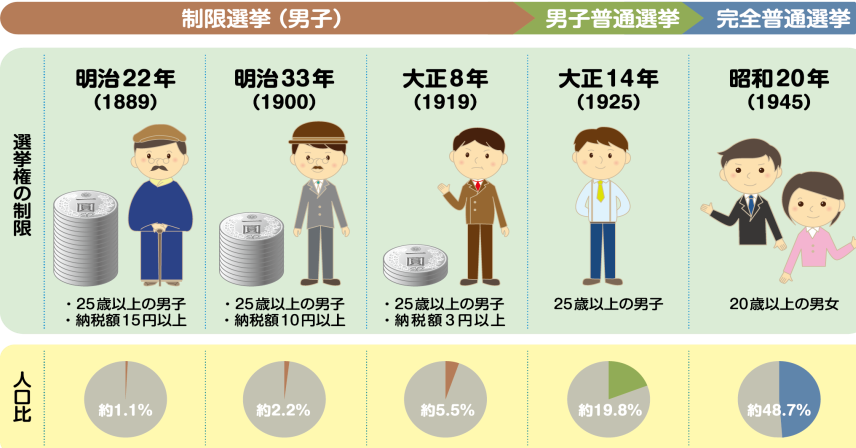 制限選挙（男子）
男子普通選挙
完全普通選挙
選挙権の制限
明治22年
（1889）
・25歳以上の男子
・納税額15円以上
明治33年
（1900）
・25歳以上の男子
・納税額10円以上
大正8年
（1919）
・25歳以上の男子
・納税額3円以上
大正14年
（1925）
25歳以上の男子
昭和20年
（1945）
20歳以上の男女
人口比
約1.1%
約2.2%
約5.5%
約19.8%
約48.7%